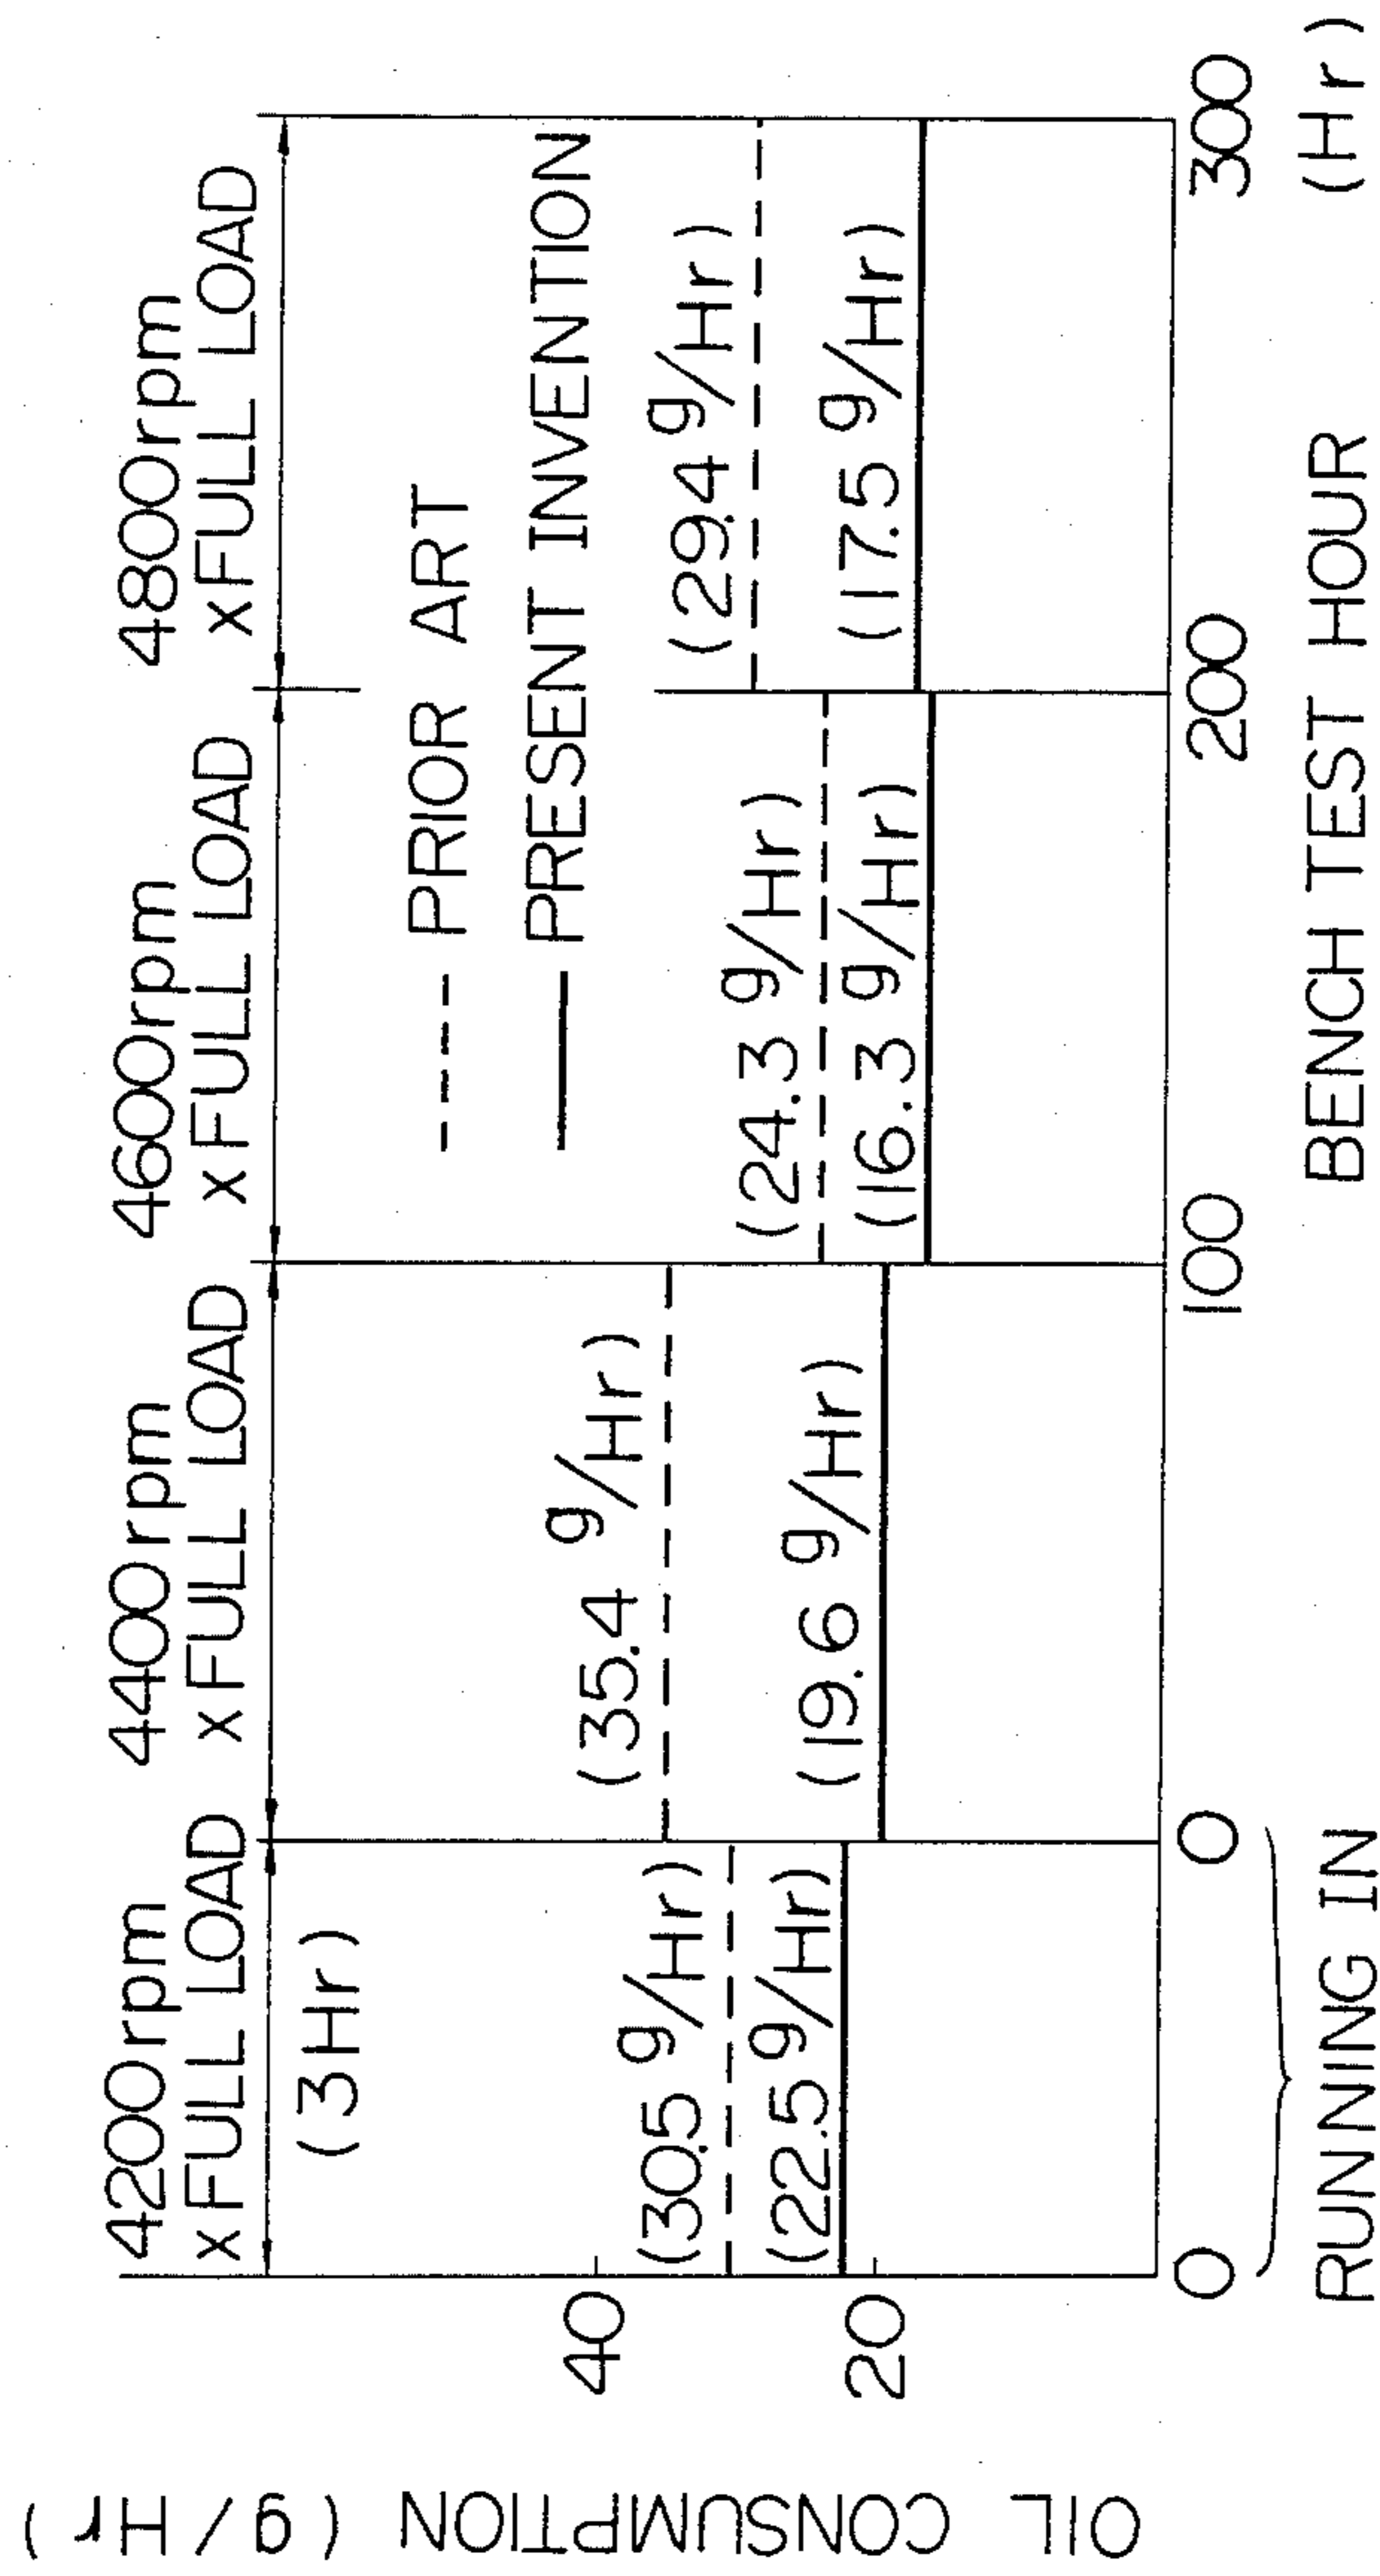 4200rpm
xFULL LOAD
4400rpm
xFULL LOAD
4600rpm
xFULL LOAD
4800rpm
xFULL LOAD
(3Hr)
--- PRIOR ART
— PRESENT INVENTION
(30.5 g/Hr)
(22.5 g/Hr)
(35.4 g/Hr)
(19.6 g/Hr)
(24.3 g/Hr)
(16.3 g/Hr)
(29.4 g/Hr)
(17.5 g/Hr)
OIL CONSUMPTION (g/Hr)
40
20
0
0
100
200
300
RUNNING IN
BENCH TEST HOUR
(Hr)